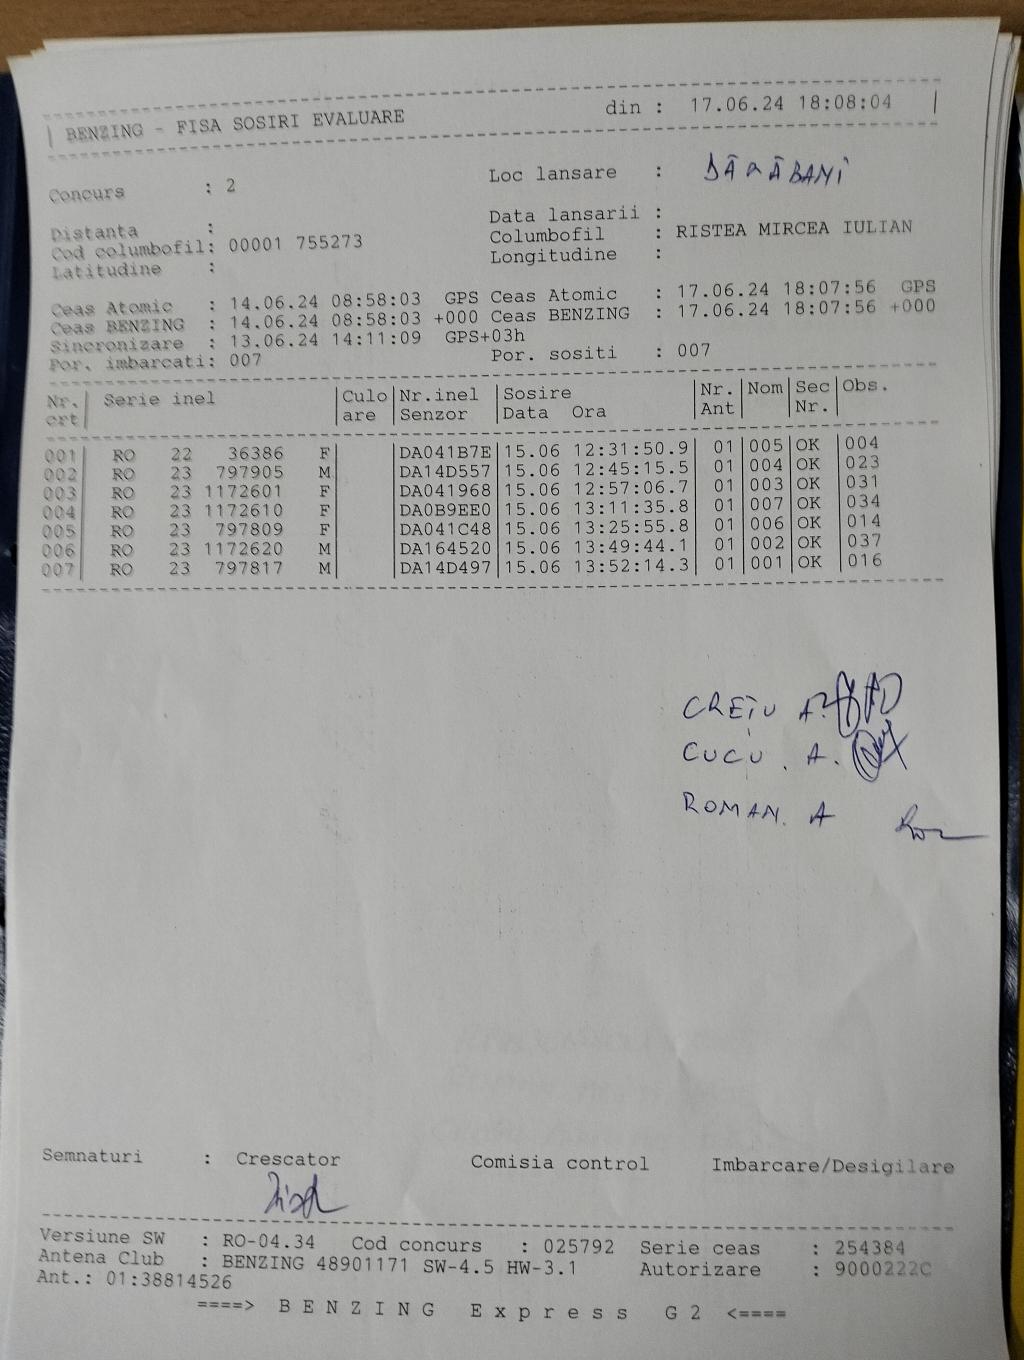 BENZING - FISA SOSIRI EVALUARE din : 17.06.24 18:08:04
Concurs : 2 Loc lansare : DĂRĂBANI
Distanta : Data lansarii :
Cod columbofil: 00001 755273 Columbofil : RISTEA MIRCEA IULIAN
Latitudine : Longitudine :
Ceas Atomic : 14.06.24 08:58:03 GPS Ceas Atomic : 17.06.24 18:07:56 GPS
Ceas BENZING : 14.06.24 08:58:03 +000 Ceas BENZING : 17.06.24 18:07:56 +000
Sincronizare : 13.06.24 14:11:09 GPS+03h
Por. imbarcati: 007 Por. sositi : 007
Nr. Serie inel Culo Nr.inel Sosire Nr. Nom Sec Obs.
crt are Senzor Data Ora Ant Nr.
001 RO 22 36386 F DA041B7E 15.06 12:31:50.9 01 005 OK 004
002 RO 23 797905 M DA14D557 15.06 12:45:15.5 01 004 OK 023
003 RO 23 1172601 F DA041968 15.06 12:57:06.7 01 003 OK 031
004 RO 23 1172610 F DA0B9EE0 15.06 13:11:35.8 01 007 OK 034
005 RO 23 797809 F DA041C48 15.06 13:25:55.8 01 006 OK 014
006 RO 23 1172620 M DA164520 15.06 13:49:44.1 01 002 OK 037
007 RO 23 797817 M DA14D497 15.06 13:52:14.3 01 001 OK 016
CREȚU A.
CUCU . A.
ROMAN. A
Semnaturi : Crescator Comisia control Imbarcare/Desigilare
Versiune SW : RO-04.34 Cod concurs : 025792 Serie ceas : 254384
Antena Club : BENZING 48901171 SW-4.5 HW-3.1 Autorizare : 9000222C
Ant.: 01:38814526
====> B E N Z I N G E x p r e s s G 2 <====